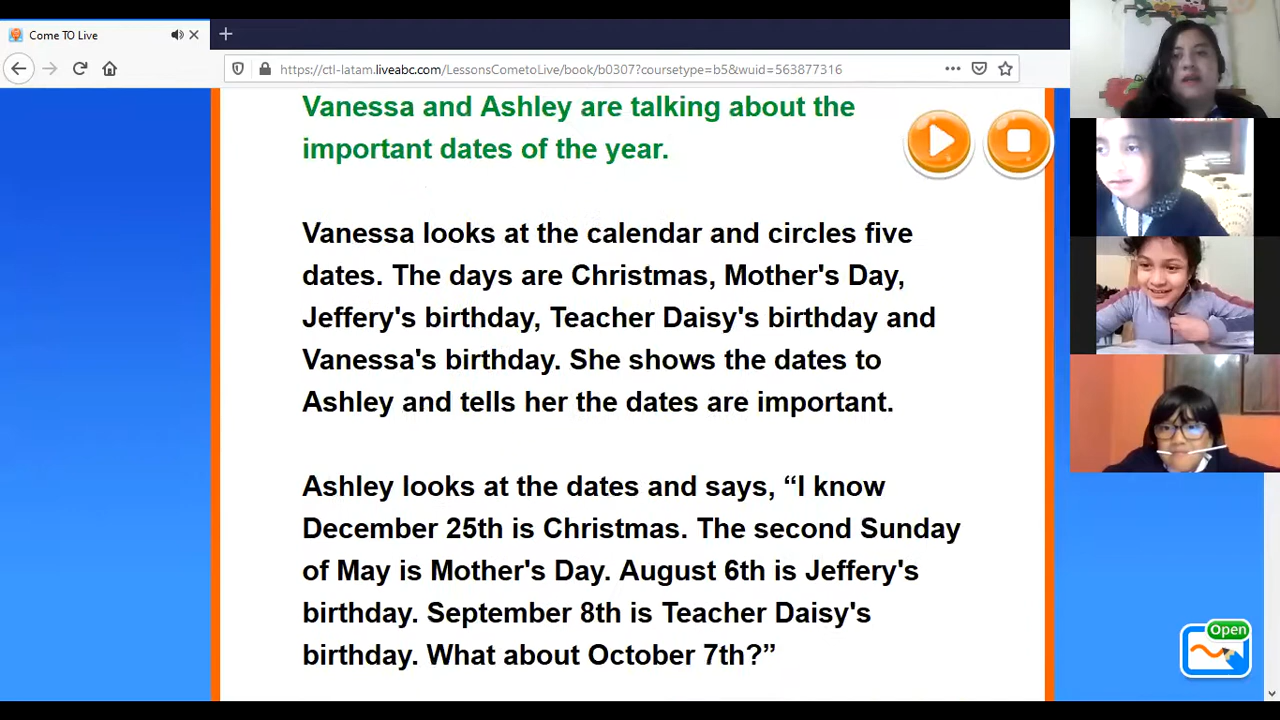 Come TO Live
https://ctl-latam.liveabc.com/LessonsCometoLive/book/b0307?coursetype=b5&wuid=563877316
Vanessa and Ashley are talking about the
important dates of the year.
Vanessa looks at the calendar and circles five
dates. The days are Christmas, Mother's Day,
Jeffery's birthday, Teacher Daisy's birthday and
Vanessa's birthday. She shows the dates to
Ashley and tells her the dates are important.
Ashley looks at the dates and says, “I know
December 25th is Christmas. The second Sunday
of May is Mother's Day. August 6th is Jeffery's
birthday. September 8th is Teacher Daisy's
birthday. What about October 7th?”
Open